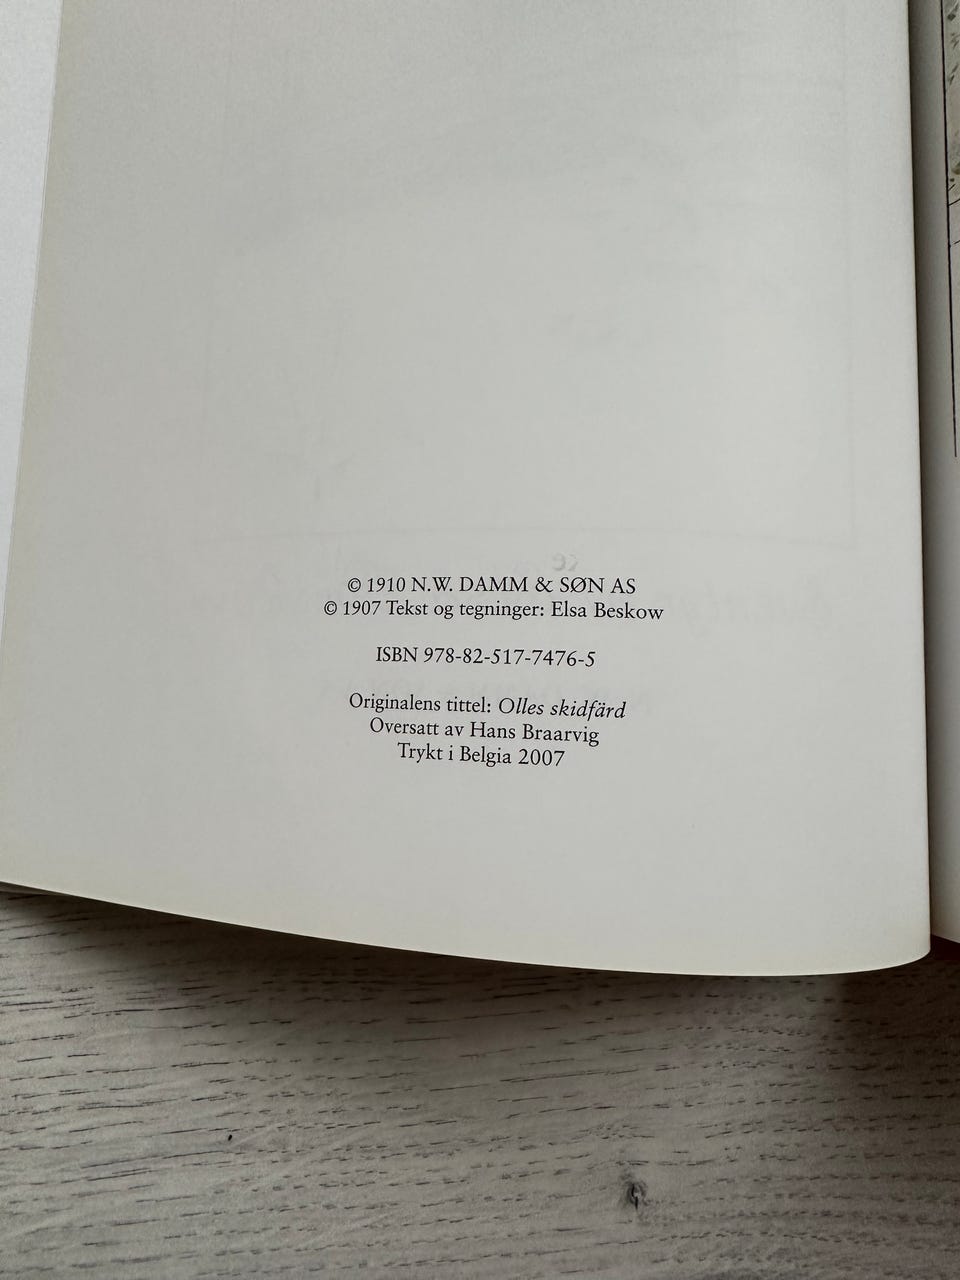 © 1910 N.W. DAMM & SØN AS
© 1907 Tekst og tegninger: Elsa Beskow
ISBN 978-82-517-7476-5
Originalens tittel: Olles skidfärd
Oversatt av Hans Braarvig
Trykt i Belgia 2007